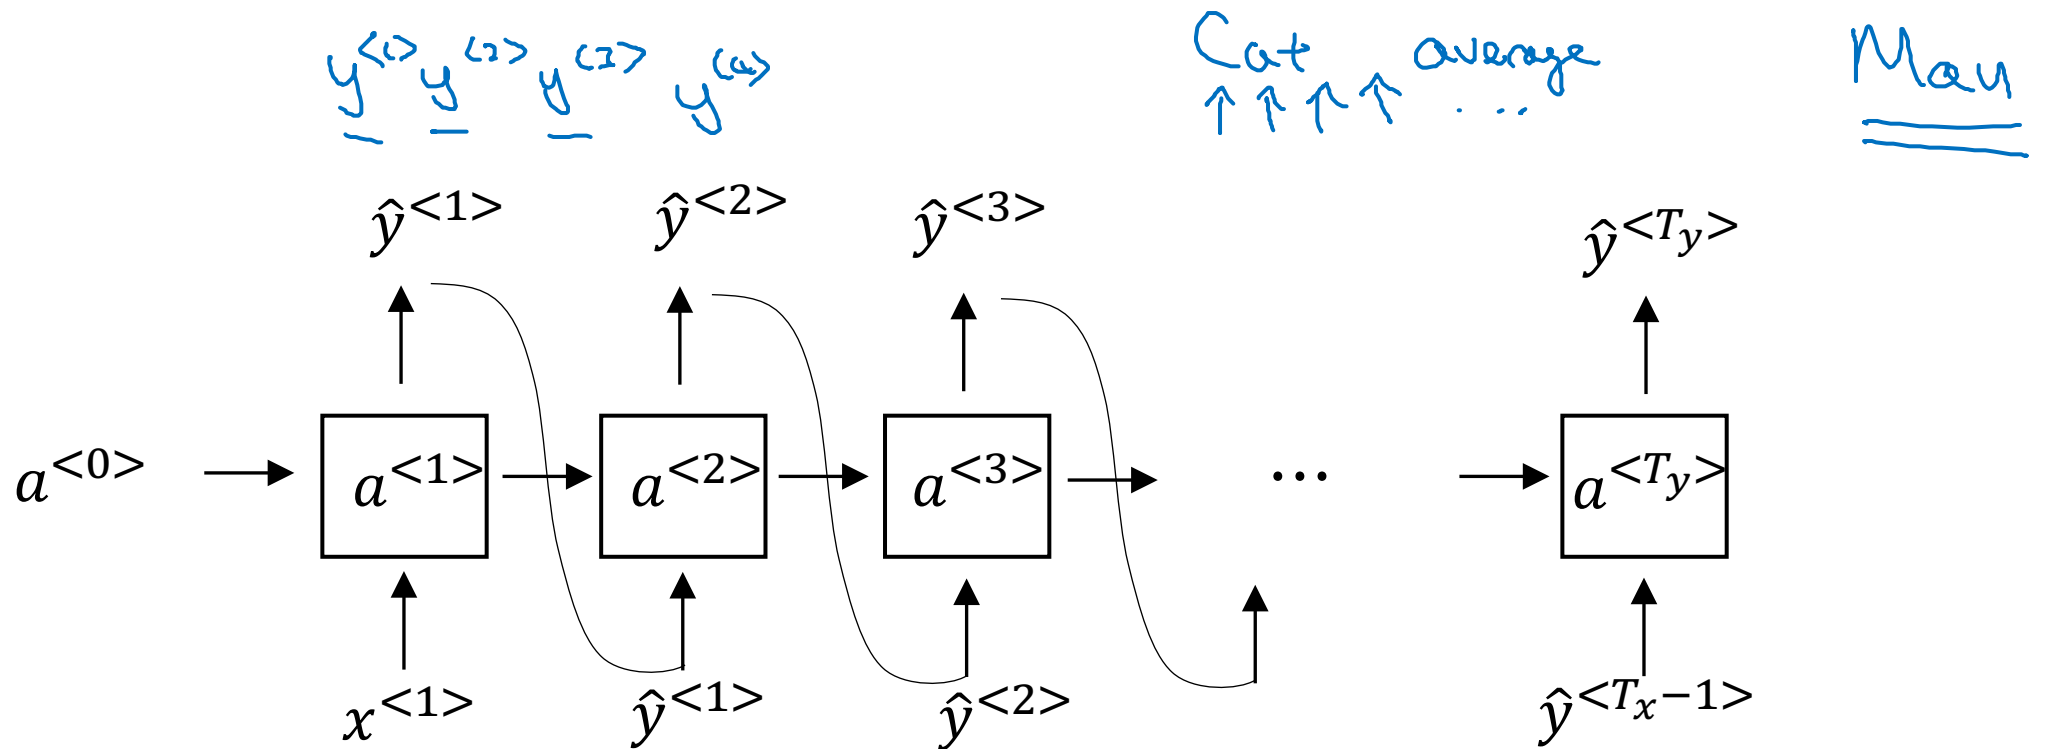 y<1> y<2> y<3> y<4> Cat average Mau
ŷ<1> ŷ<2> ŷ<3> ŷ<Ty>
a<0> a<1> a<2> a<3> ... a<Ty>
x<1> ŷ<1> ŷ<2> ŷ<Tx−1>